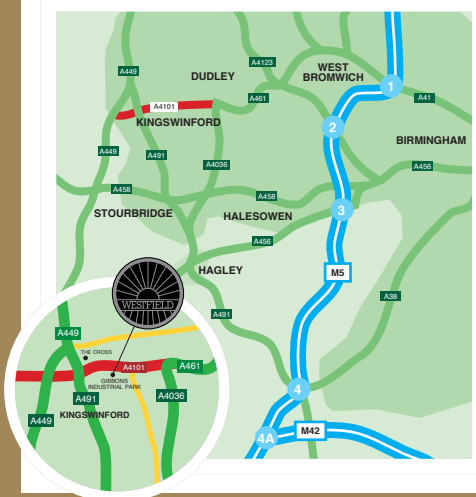 A449
DUDLEY
A4123
WEST
BROMWICH
1
A4101
A461
A41
KINGSWINFORD
2
BIRMINGHAM
A449
A491
A4036
A456
A458
A458
STOURBRIDGE
HALESOWEN
3
A456
HAGLEY
M5
WESTFIELD
A38
A491
A449
THE CROSS
A4101
A461
GIBBONS
INDUSTRIAL PARK
A491
A4036
KINGSWINFORD
A449
4
4A
M42